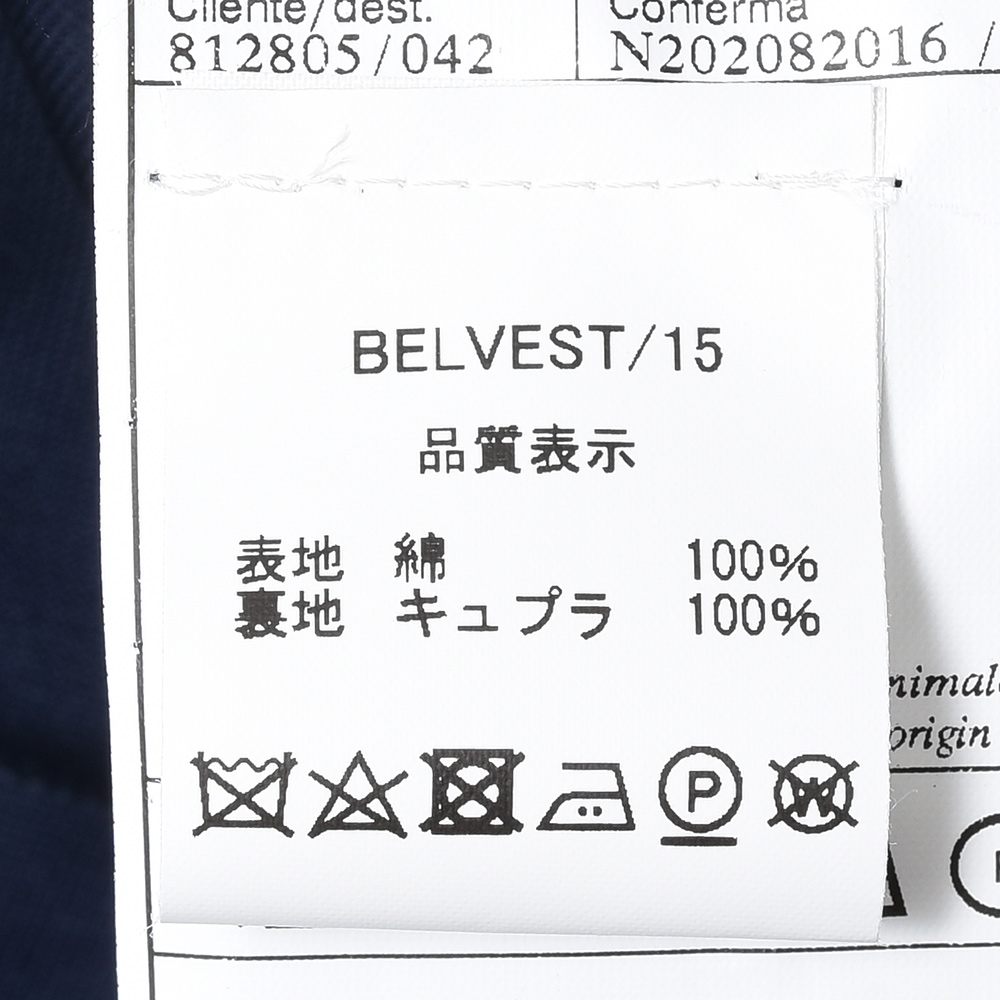 Cliente/dest.
Conferma
812805/042
N202082016 /
BELVEST/15
品質表示
表地 綿 100%
裏地 キュプラ 100%
origin
P
W